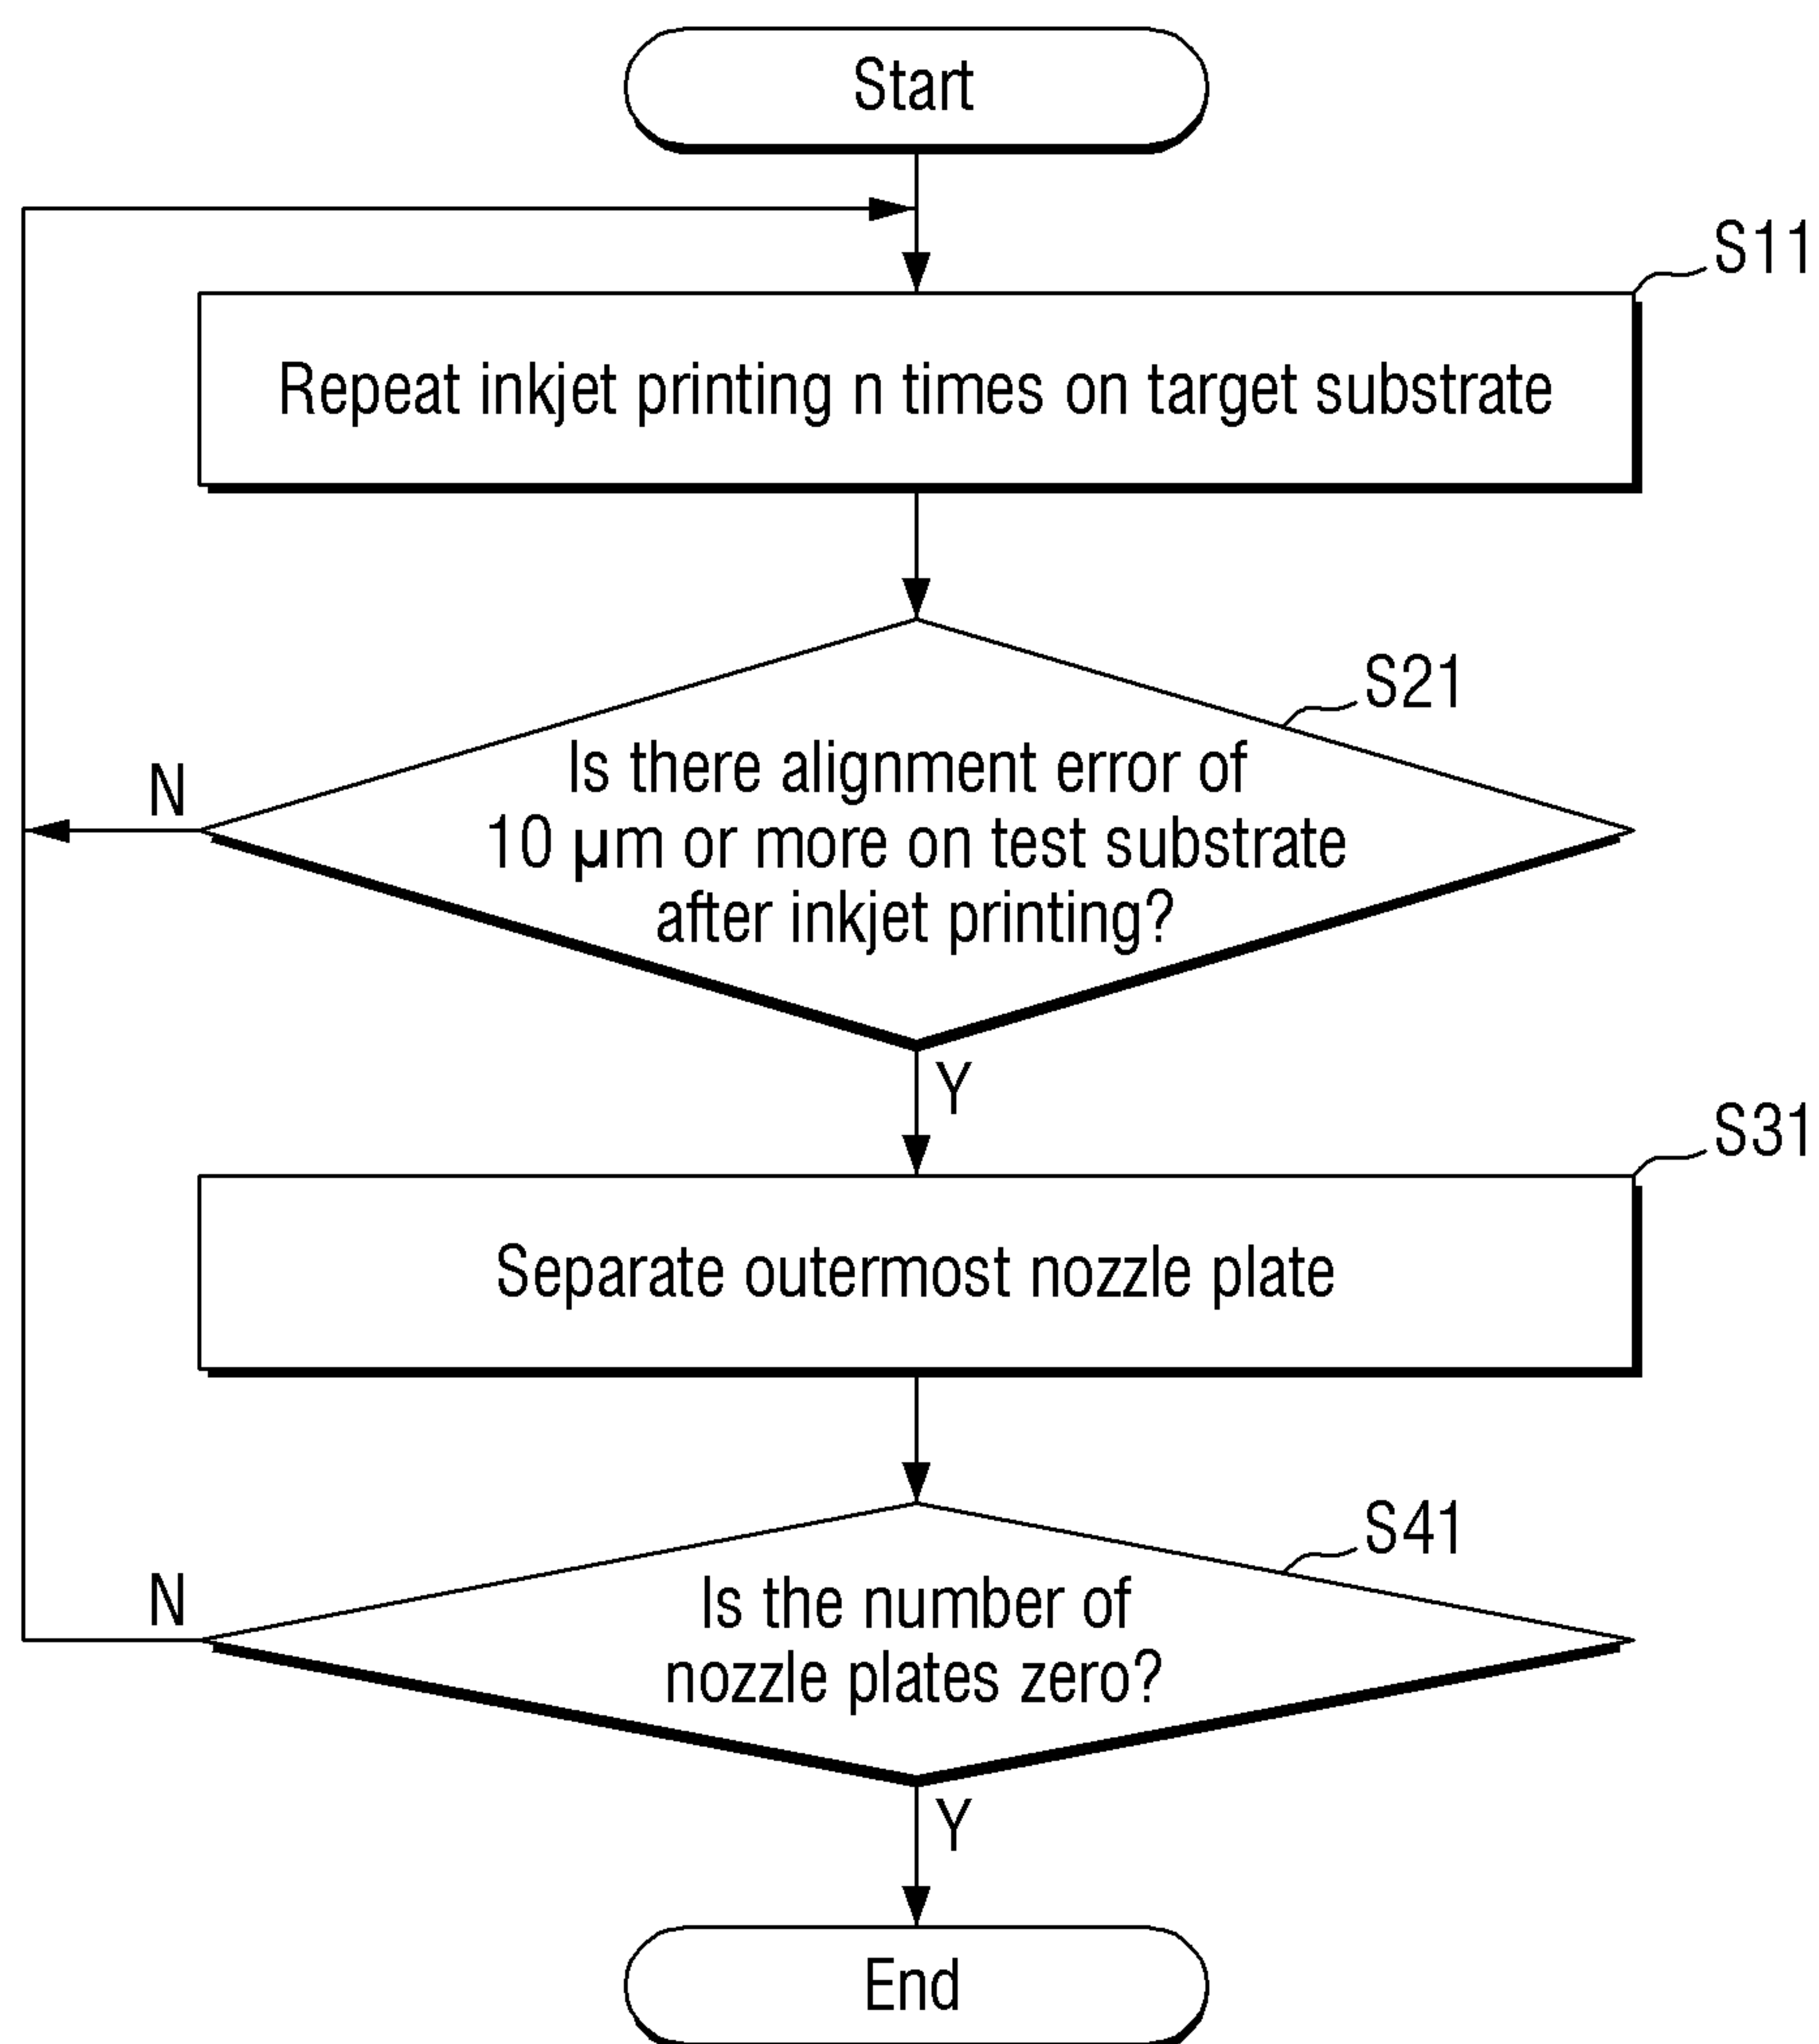 Start
S11
Repeat inkjet printing n times on target substrate
S21
Is there alignment error of
10 µm or more on test substrate
after inkjet printing?
N
Y
S31
Separate outermost nozzle plate
S41
Is the number of
nozzle plates zero?
N
Y
End